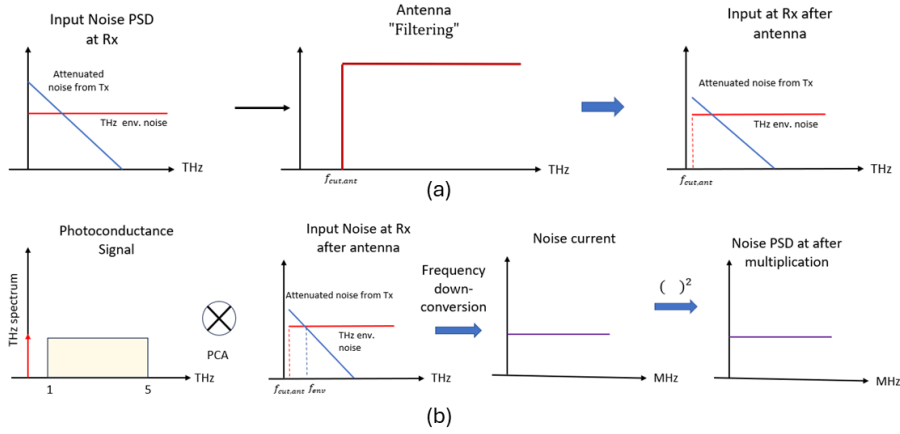 Input Noise PSD
at Rx
Attenuated
noise from Tx
THz env. noise
THz
Antenna
"Filtering"
f_cut.ant
THz
Input at Rx after
antenna
Attenuated noise from Tx
THz env. noise
THz
f_cut.ant
(a)
Photoconductance
Signal
THz spectrum
1
5
THz
PCA
Input Noise at Rx
after antenna
Attenuated noise from Tx
THz env.
noise
THz
f_cut.ant f_env
Frequency
down-
conversion
Noise current
MHz
( )²
Noise PSD at after
multiplication
MHz
(b)